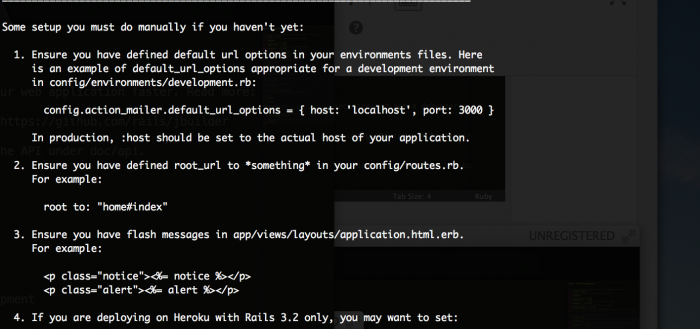 Some setup you must do manually if you haven't yet:
1. Ensure you have defined default url options in your environments files. Here
is an example of default_url_options appropriate for a development environment
in config/environments/development.rb:
config.action_mailer.default_url_options = { host: 'localhost', port: 3000 }
In production, :host should be set to the actual host of your application.
2. Ensure you have defined root_url to *something* in your config/routes.rb.
For example:
Tab Size: 4 Ruby
root to: "home#index"
3. Ensure you have flash messages in app/views/layouts/application.html.erb.
UNREGISTERED
For example:
<p class="notice"><%= notice %></p>
<p class="alert"><%= alert %></p>
4. If you are deploying on Heroku with Rails 3.2 only, you may want to set: